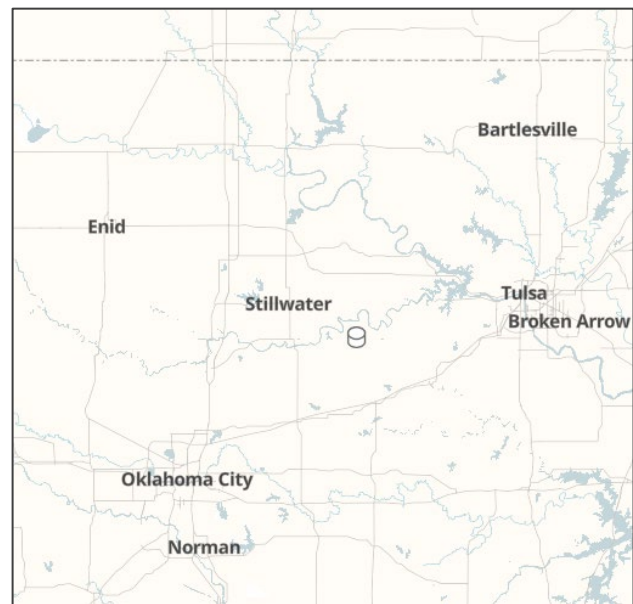 Bartlesville
Enid
Tulsa
Stillwater
Broken Arrow
Oklahoma City
Norman